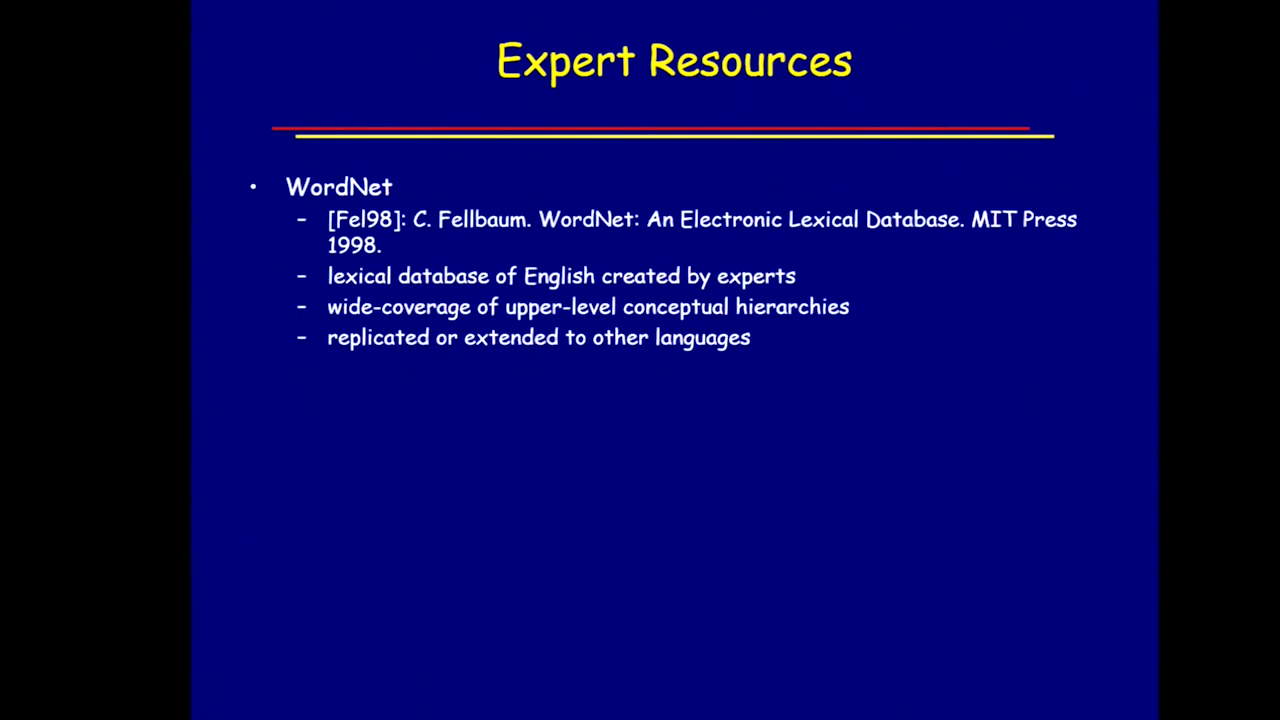 Expert Resources
• WordNet
– [Fel98]: C. Fellbaum. WordNet: An Electronic Lexical Database. MIT Press
1998.
– lexical database of English created by experts
– wide-coverage of upper-level conceptual hierarchies
– replicated or extended to other languages